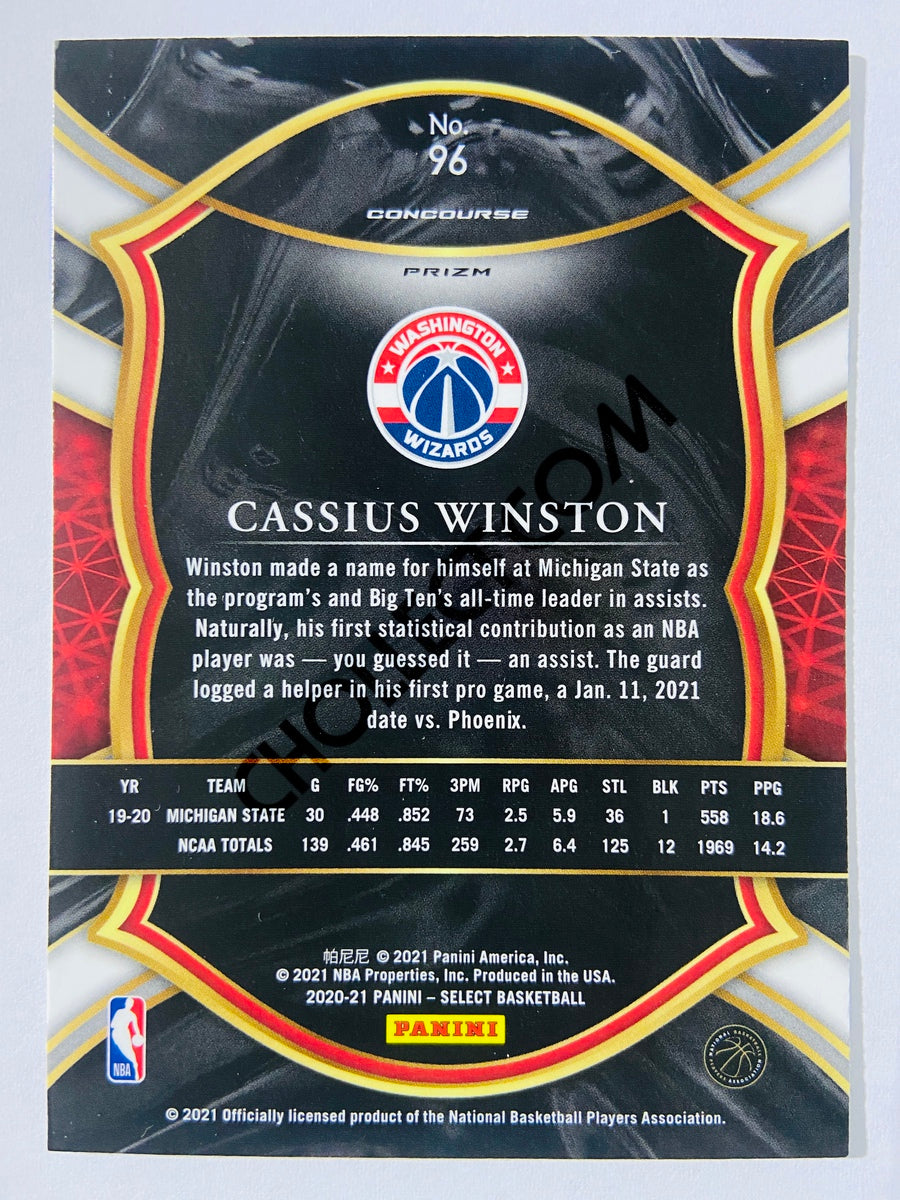 No.
96
CONCOURSE
PRIZM
WASHINGTON
WIZARDS
CASSIUS WINSTON
Winston made a name for himself at Michigan State as
the program's and Big Ten's all-time leader in assists.
Naturally, his first statistical contribution as an NBA
player was — you guessed it — an assist. The guard
logged a helper in his first pro game, a Jan. 11, 2021
date vs. Phoenix.
YR TEAM G FG% FT% 3PM RPG APG STL BLK PTS PPG
19-20 MICHIGAN STATE 30 .448 .852 73 2.5 5.9 36 1 558 18.6
NCAA TOTALS 139 .461 .845 259 2.7 6.4 125 12 1969 14.2
帕尼尼 © 2021 Panini America, Inc.
© 2021 NBA Properties, Inc. Produced in the USA.
2020-21 PANINI – SELECT BASKETBALL
PANINI
NBA
NATIONAL BASKETBALL
PLAYERS ASSOCIATION
© 2021 Officially licensed product of the National Basketball Players Association.